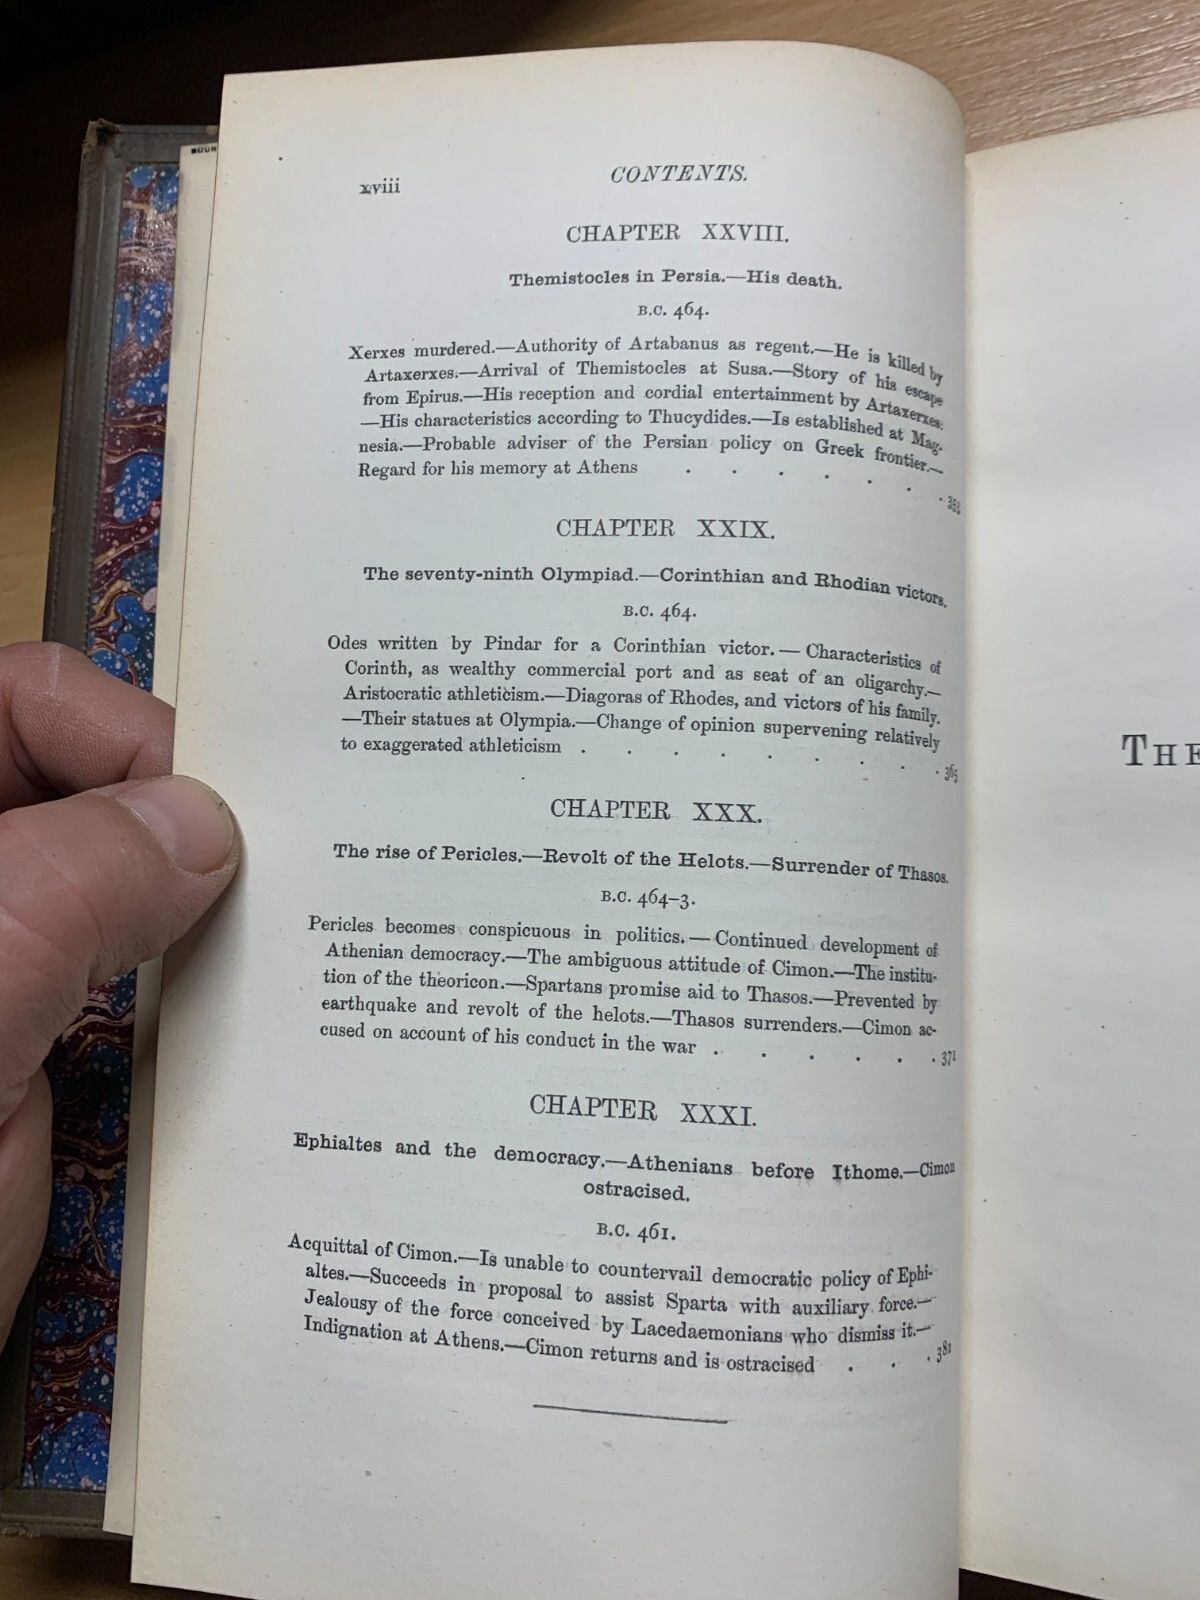 xviii
CONTENTS.
CHAPTER XXVIII.
Themistocles in Persia.—His death.
B.C. 464.
Xerxes murdered.—Authority of Artabanus as regent.—He is killed by
Artaxerxes.—Arrival of Themistocles at Susa.—Story of his escape
from Epirus.—His reception and cordial entertainment by Artaxerxes.
—His characteristics according to Thucydides.—Is established at Mag-
nesia.—Probable adviser of the Persian policy on Greek frontier.—
Regard for his memory at Athens . . . . . .
CHAPTER XXIX.
The seventy-ninth Olympiad.—Corinthian and Rhodian victors.
B.C. 464.
Odes written by Pindar for a Corinthian victor. — Characteristics of
Corinth, as wealthy commercial port and as seat of an oligarchy.—
Aristocratic athleticism.—Diagoras of Rhodes, and victors of his family.
—Their statues at Olympia.—Change of opinion supervening relatively
to exaggerated athleticism . . . . . . . . . 365
CHAPTER XXX.
The rise of Pericles.—Revolt of the Helots.—Surrender of Thasos.
B.C. 464–3.
Pericles becomes conspicuous in politics. — Continued development of
Athenian democracy.—The ambiguous attitude of Cimon.—The institu-
tion of the theoricon.—Spartans promise aid to Thasos.—Prevented by
earthquake and revolt of the helots.—Thasos surrenders.—Cimon ac-
cused on account of his conduct in the war . . . . . . 371
CHAPTER XXXI.
Ephialtes and the democracy.—Athenians before Ithome.—Cimon
ostracised.
B.C. 461.
Acquittal of Cimon.—Is unable to countervail democratic policy of Ephi-
altes.—Succeeds in proposal to assist Sparta with auxiliary force.—
Jealousy of the force conceived by Lacedaemonians who dismiss it.—
Indignation at Athens.—Cimon returns and is ostracised . . . 381
THE